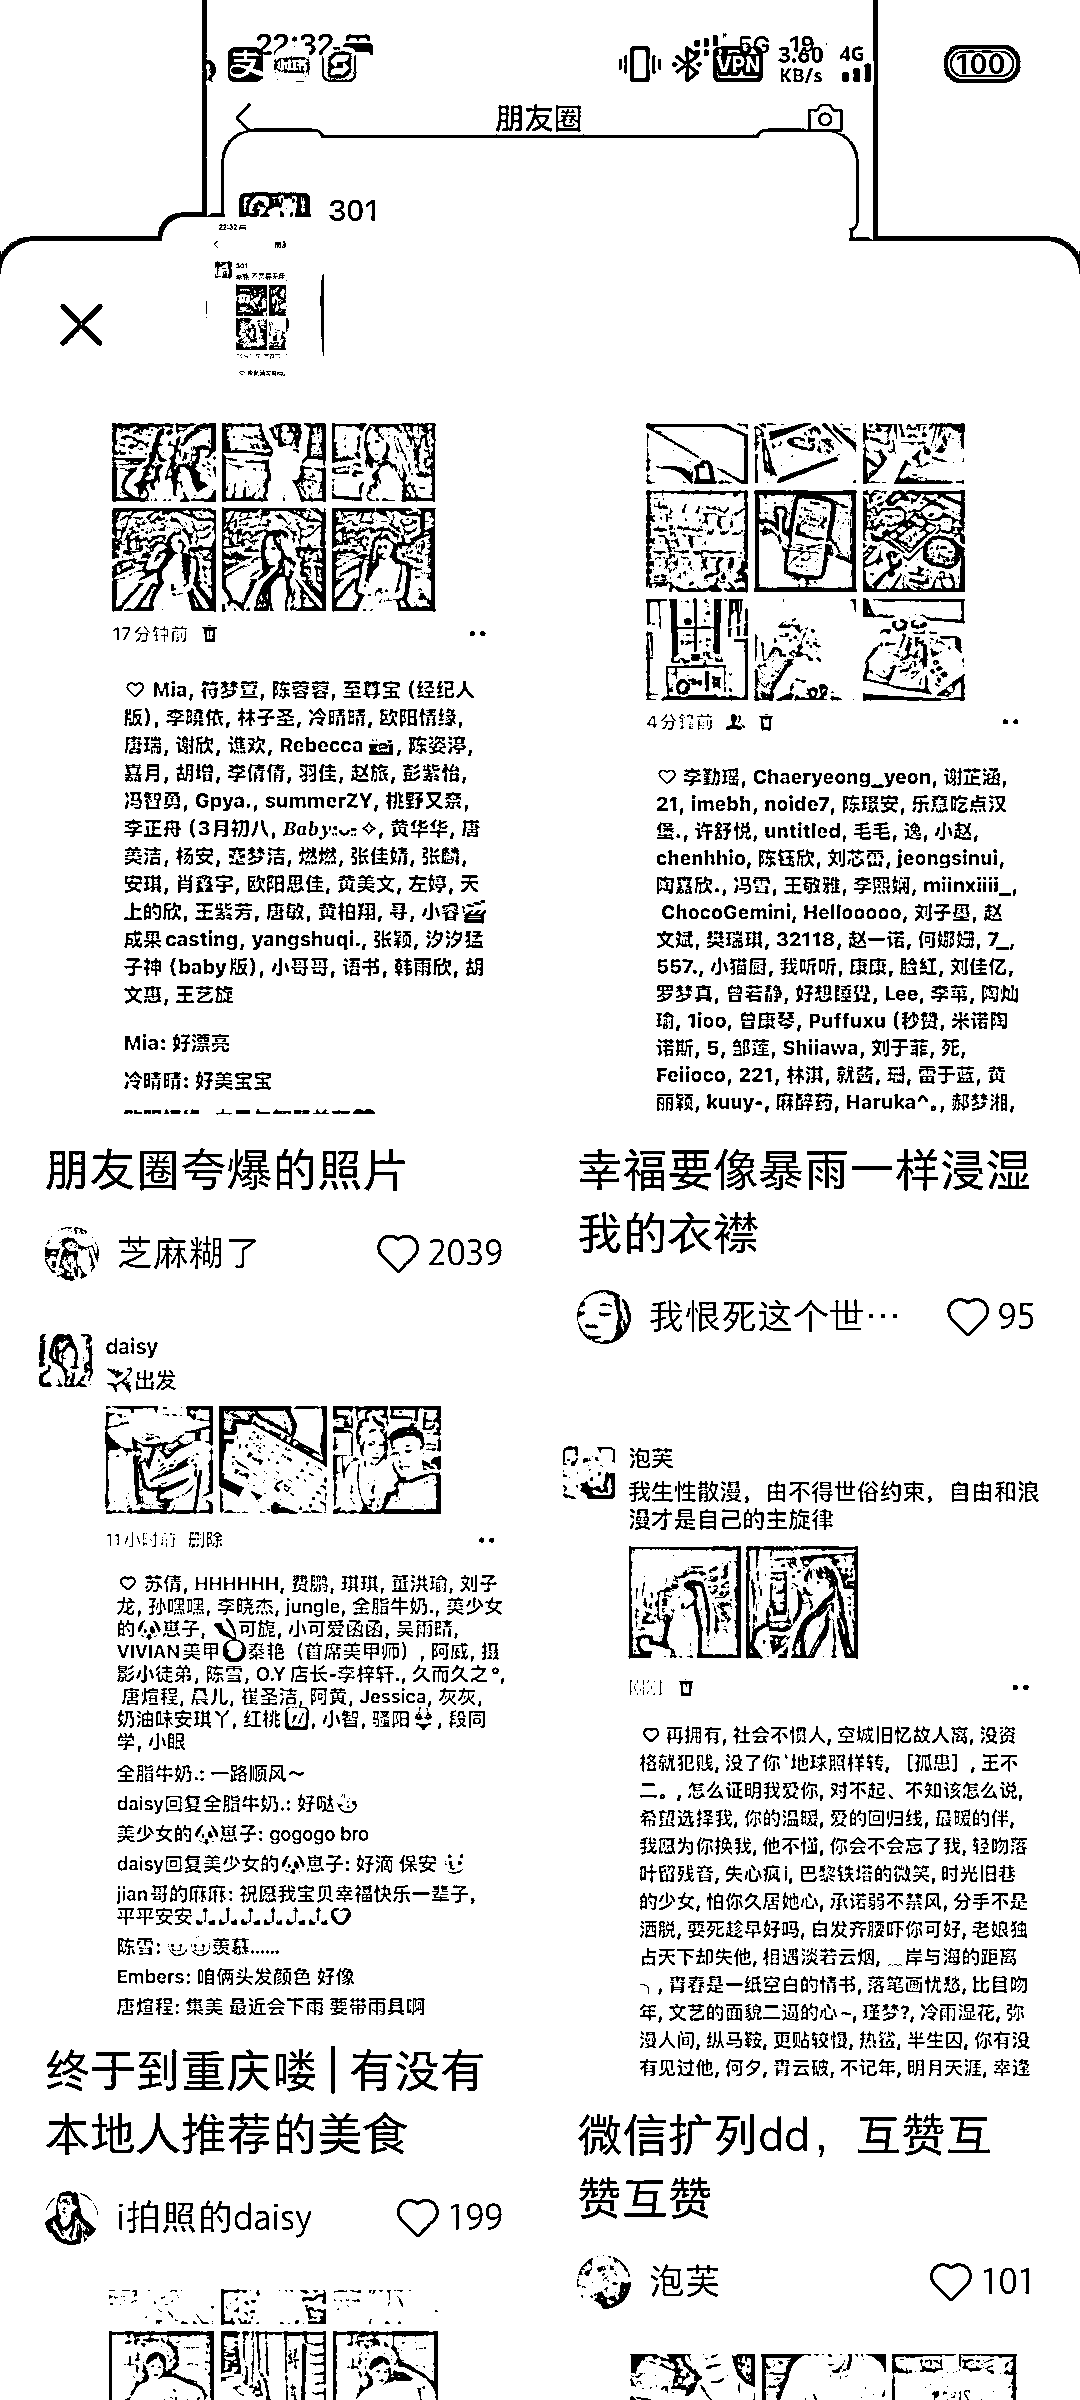 22:32
支
5G 19
VPN
3.60
KB/s
4G
100
朋友圈
301
17分钟前
♡ Mia, 符梦萱, 陈蓉蓉, 至尊宝 (经纪人
版), 李曉依, 林子圣, 冷晴晴, 欧阳情缘,
唐瑞, 谢欣, 谯欢, Rebecca, 陈姿渟,
嘉月, 胡增, 李倩倩, 羽佳, 赵旅, 彭紫怡,
冯智勇, Gpya., summerZY, 桃野又奈,
李正舟 (3月初八, Baby, 黄华华, 唐
美洁, 杨安, 梦洁, 燃燃, 张佳婧, 张麟,
安琪, 肖鑫宇, 欧阳思佳, 黄美文, 左婷, 天
上的欣, 王紫芳, 唐敏, 黄柏翔, 寻, 小容
成果casting, yangshuqi., 张颖, 汐汐猛
子神 (baby版), 小哥哥, 语书, 韩雨欣, 胡
文惠, 王艺旋
Mia: 好漂亮
冷晴晴: 好美宝宝
朋友圈夸爆的照片
芝麻糊了 ♡ 2039
4分钟前
♡ 李勤瑶, Chaeryeong_yeon, 谢芷涵,
21, imebh, noide7, 陈璟安, 乐意吃点汉
堡., 许舒悦, untitled, 毛毛, 逸, 小赵,
chenhhio, 陈钰欣, 刘芯雷, jeongsinui,
陶嘉欣., 冯雪, 王敬雅, 李熙娴, miinxiiii_,
ChocoGemini, Hellooooo, 刘子墨, 赵
文斌, 樊瑞琪, 32118, 赵一诺, 何娜娜, 7_,
557., 小猫厨, 我听听, 康康, 脸红, 刘佳亿,
罗梦真, 曾若静, 好想睡觉, Lee, 李苇, 陶灿
瑜, 1ioo, 曾康琴, Puffuxu (秒赞, 米诺陶
诺斯, 5, 邹莲, Shiiawa, 刘于菲, 死,
Feiioco, 221, 林淇, 就酱, 珊, 雷于蓝, 黄
丽颖, kuuy-, 麻醉药, Haruka^。, 郝梦湘,
幸福要像暴雨一样浸湿
我的衣襟
我恨死这个世… ♡ 95
daisy
出发
11小时前 删除
♡ 苏倩, HHHHHH, 费鹏, 琪琪, 蓝洪瑜, 刘子
龙, 孙嘿嘿, 李晓杰, jungle, 全脂牛奶., 美少女
的崽子, 可旎, 小可爱函函, 吴雨晴,
VIVIAN美甲秦艳（首席美甲师）, 阿威, 摄
影小徒弟, 陈雪, O.Y 店长-李梓轩., 久而久之°,
唐煊程, 晨儿, 崔圣洁, 阿黄, Jessica, 灰灰,
奶油味安琪丫, 红桃, 小智, 骚阳, 段同
学, 小眠
全脂牛奶.: 一路顺风～
daisy回复全脂牛奶.: 好哒
美少女的崽子: gogogo bro
daisy回复美少女的崽子: 好滴 保安
jian哥的麻麻: 祝愿我宝贝幸福快乐一辈子,
平平安安
陈雪: 羡慕......
Embers: 咱俩头发颜色 好像
唐煊程: 集美 最近会下雨 要带雨具啊
终于到重庆喽 | 有没有
本地人推荐的美食
i拍照的daisy ♡ 199
泡芙
我生性散漫，由不得世俗约束，自由和浪
漫才是自己的主旋律
刚刚
♡ 再拥有, 社会不惯人, 空城旧忆故人离, 没资
格就犯贱, 没了你`地球照样转, ［孤思］, 王不
二。, 怎么证明我爱你, 对不起、不知该怎么说,
希望选择我, 你的温暖, 爱的回归线, 最暖的伴,
我愿为你换我, 他不懂, 你会不会忘了我, 轻吻落
叶留残音, 失心疯i, 巴黎铁塔的微笑, 时光旧巷
的少女, 怕你久居她心, 承诺弱不禁风, 分手不是
洒脱, 要死趁早好吗, 白发齐腰吓你可好, 老娘独
占天下却失他, 相遇淡若云烟, ﹏岸与海的距离
╮, 青春是一纸空白的情书, 落笔画忧愁, 比目吻
年, 文艺的面貌二逼的心~, 瑾梦?, 冷雨湿花, 弥
漫人间, 纵马鞍, 更贴较慢, 热, 半生囚, 你有没
有见过他, 何夕, 霄云破, 不记年, 明月天涯, 幸逢
微信扩列dd，互赞互
赞互赞
泡芙 ♡ 101